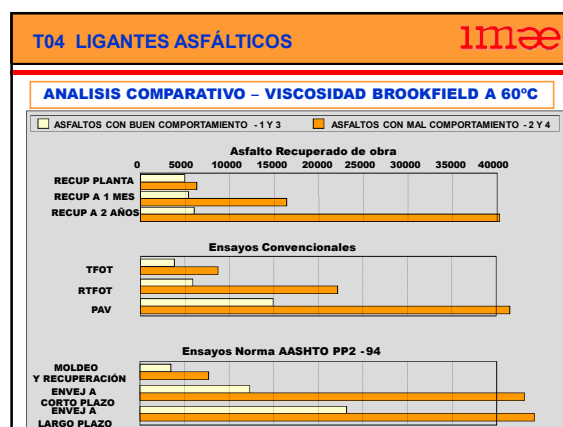 T04 LIGANTES ASFÁLTICOS
ımæ
ANALISIS COMPARATIVO – VISCOSIDAD BROOKFIELD A 60ºC
ASFALTOS CON BUEN COMPORTAMIENTO - 1 Y 3
ASFALTOS CON MAL COMPORTAMIENTO - 2 Y 4
Asfalto Recuperado de obra
0 5000 10000 15000 20000 25000 30000 35000 40000
RECUP PLANTA
RECUP A 1 MES
RECUP A 2 AÑOS
Ensayos Convencionales
TFOT
RTFOT
PAV
Ensayos Norma AASHTO PP2 -94
MOLDEO
Y RECUPERACIÓN
ENVEJ A
CORTO PLAZO
ENVEJ A
LARGO PLAZO